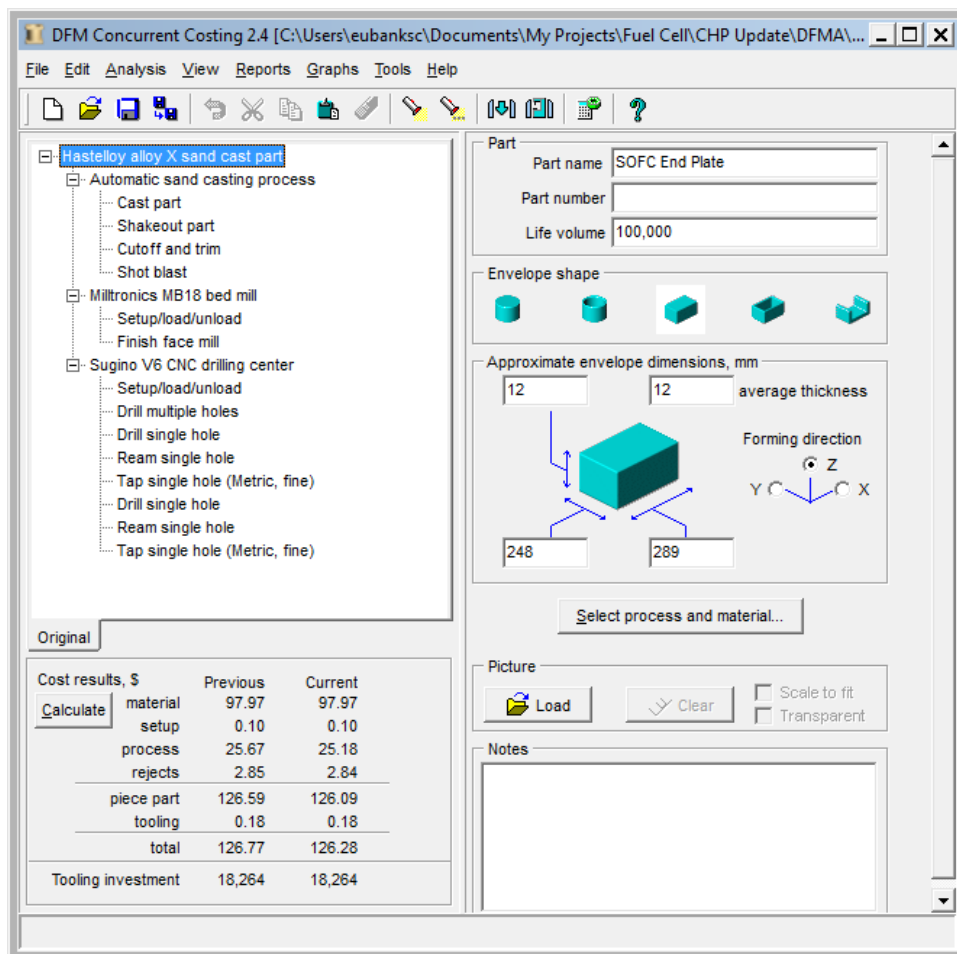 DFM Concurrent Costing 2.4 [C:\Users\eubanksc\Documents\My Projects\Fuel Cell\CHP Update\DFMA\...
File Edit Analysis View Reports Graphs Tools Help
Hastelloy alloy X sand cast part
Automatic sand casting process
Cast part
Shakeout part
Cutoff and trim
Shot blast
Milltronics MB18 bed mill
Setup/load/unload
Finish face mill
Sugino V6 CNC drilling center
Setup/load/unload
Drill multiple holes
Drill single hole
Ream single hole
Tap single hole (Metric, fine)
Drill single hole
Ream single hole
Tap single hole (Metric, fine)
Original
Cost results, $ Previous Current
Calculate
material 97.97 97.97
setup 0.10 0.10
process 25.67 25.18
rejects 2.85 2.84
piece part 126.59 126.09
tooling 0.18 0.18
total 126.77 126.28
Tooling investment 18,264 18,264
Part
Part name SOFC End Plate
Part number
Life volume 100,000
Envelope shape
Approximate envelope dimensions, mm
12 12 average thickness
Forming direction
Z
Y X
248 289
Select process and material...
Picture
Load Clear Scale to fit
Transparent
Notes